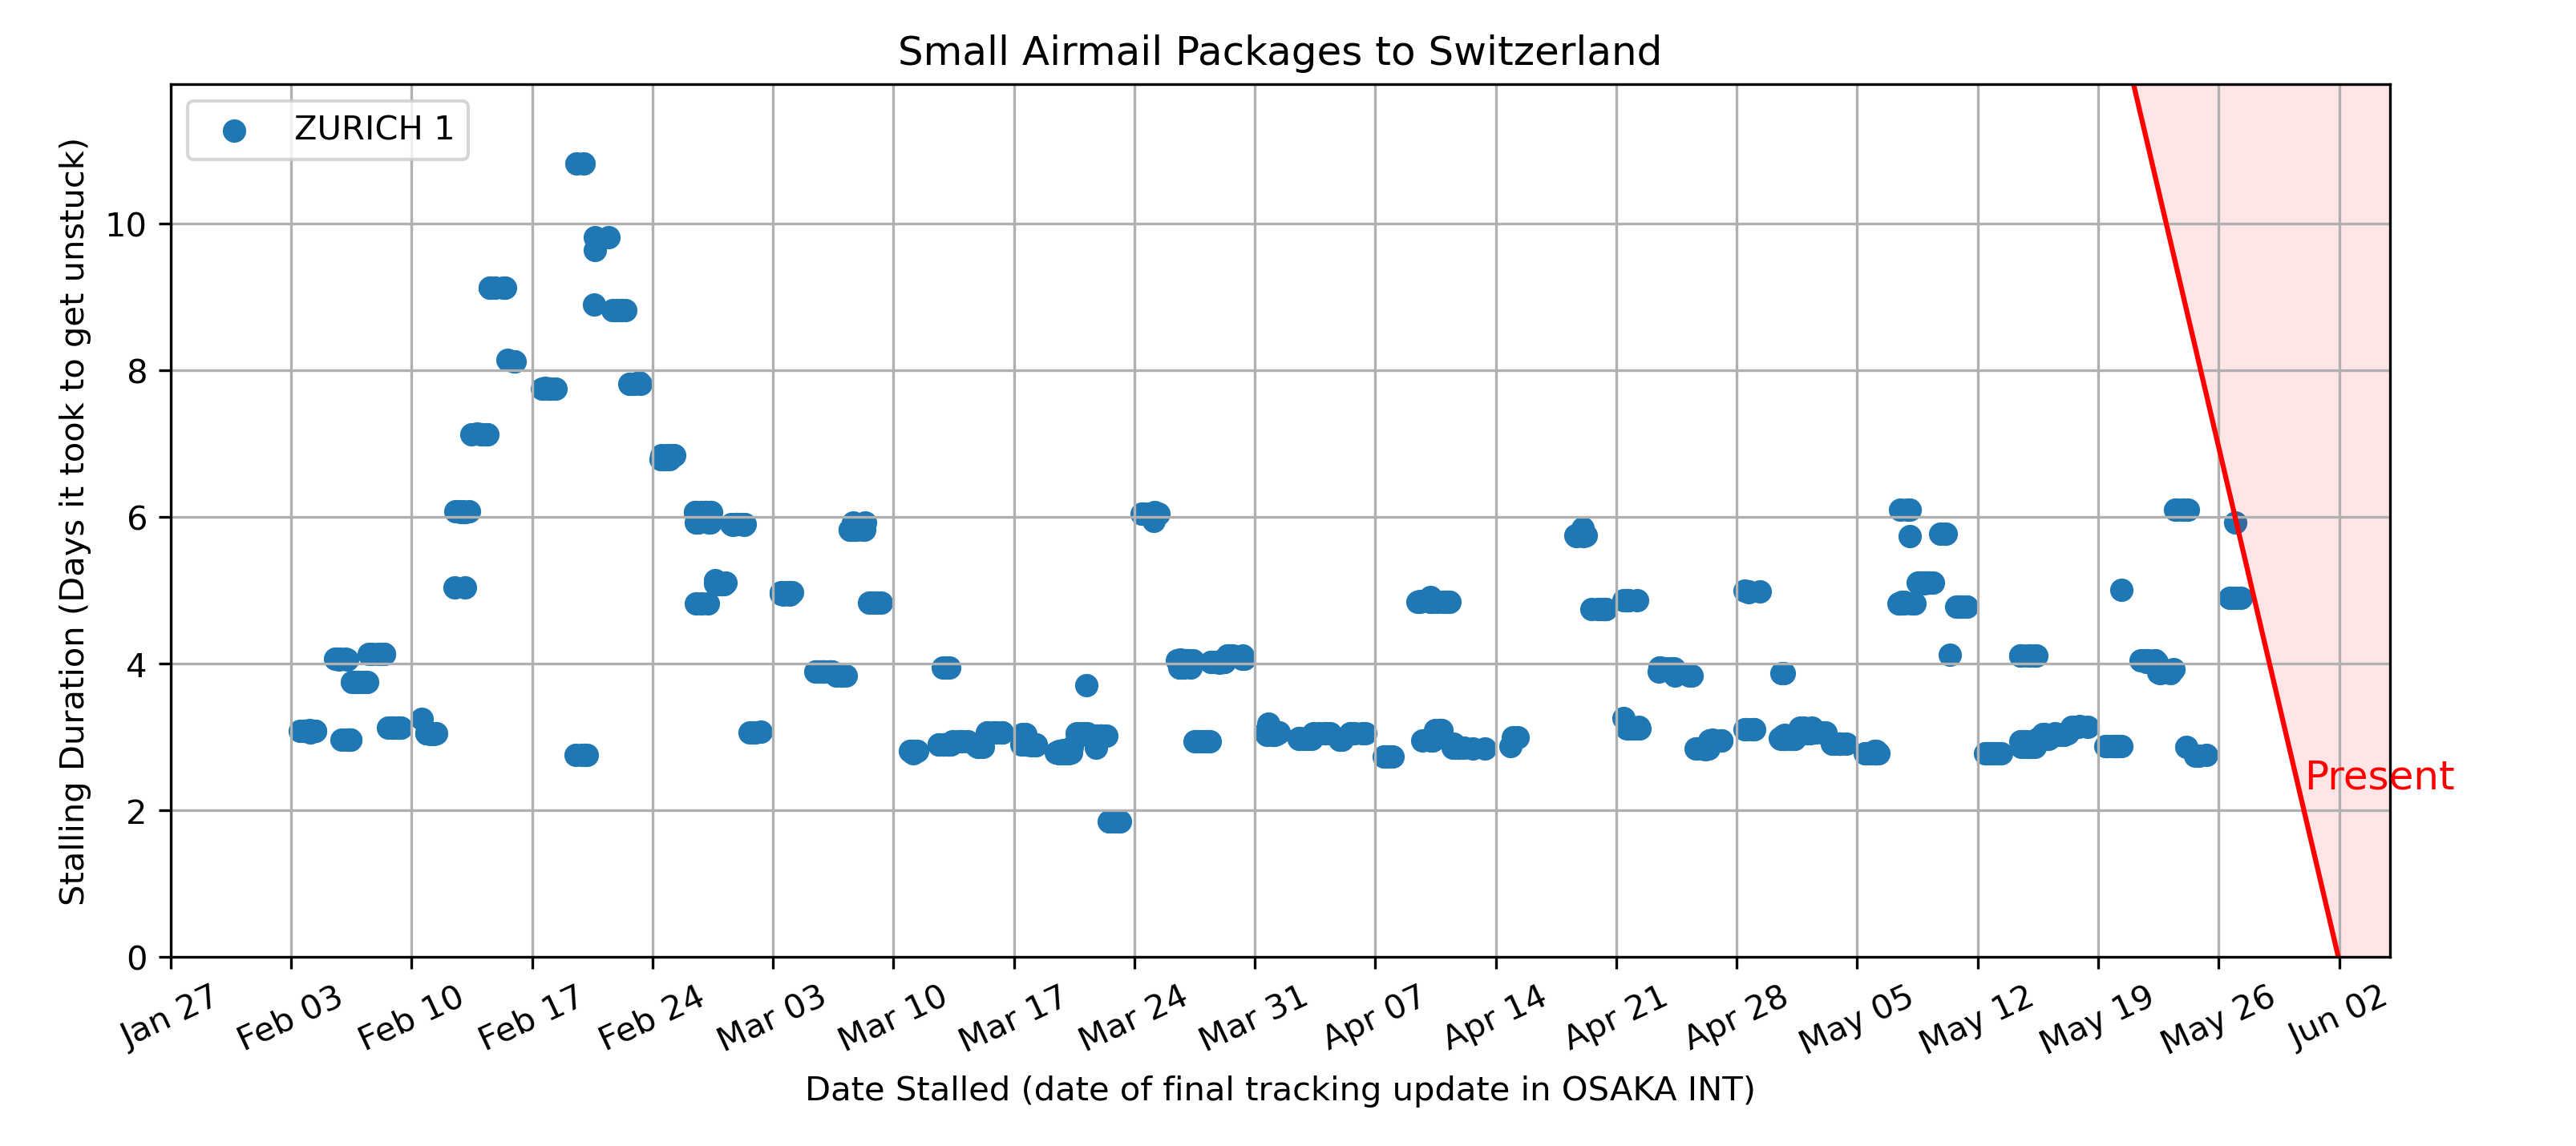 Small Airmail Packages to Switzerland
ZURICH 1
Stalling Duration (Days it took to get unstuck)
10
8
6
4
2
0
Present
Jan 27
Feb 03
Feb 10
Feb 17
Feb 24
Mar 03
Mar 10
Mar 17
Mar 24
Mar 31
Apr 07
Apr 14
Apr 21
Apr 28
May 05
May 12
May 19
May 26
Jun 02
Date Stalled (date of final tracking update in OSAKA INT)